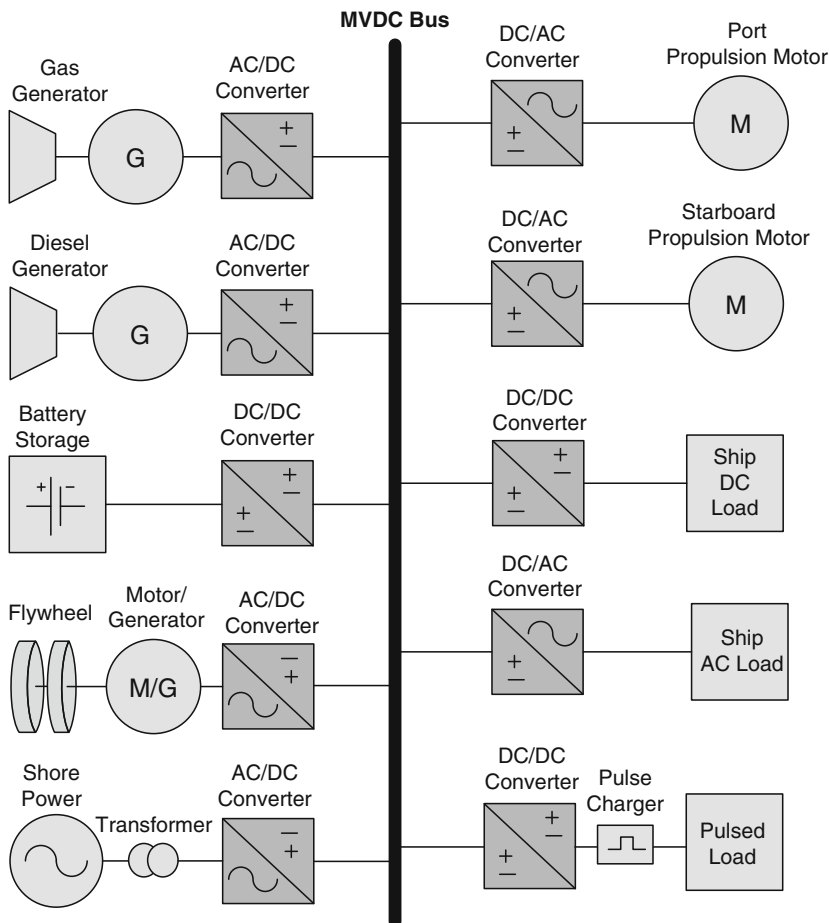 MVDC Bus
Gas
Generator
G
AC/DC
Converter
+
−
Diesel
Generator
G
AC/DC
Converter
+
−
Battery
Storage
+ -
DC/DC
Converter
+
−
+
−
Flywheel
Motor/
Generator
M/G
AC/DC
Converter
−
+
Shore
Power
Transformer
AC/DC
Converter
−
+
DC/AC
Converter
+
−
Port
Propulsion Motor
M
DC/AC
Converter
+
−
Starboard
Propulsion Motor
M
DC/DC
Converter
+
−
+
−
Ship
DC
Load
DC/AC
Converter
+
−
Ship
AC Load
DC/DC
Converter
+
−
+
−
Pulse
Charger
Pulsed
Load